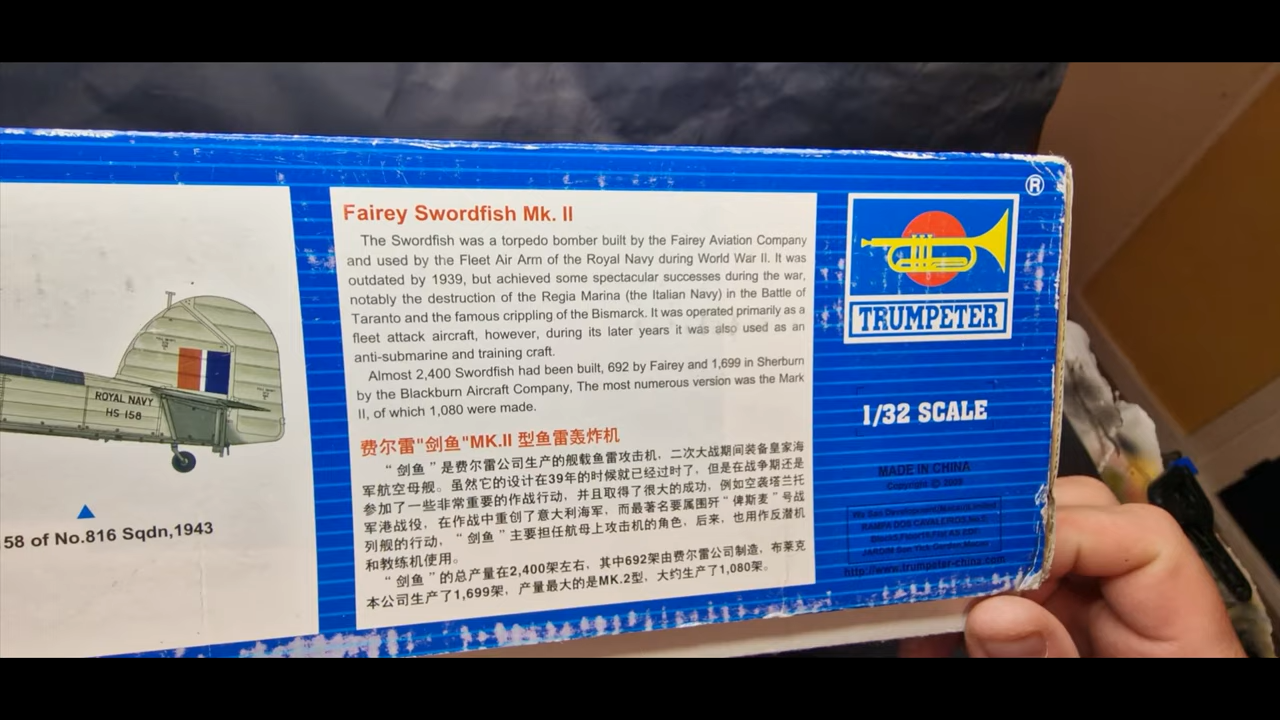 ROYAL NAVY
HS 158
58 of No.816 Sqdn,1943
Fairey Swordfish Mk. II
The Swordfish was a torpedo bomber built by the Fairey Aviation Company
and used by the Fleet Air Arm of the Royal Navy during World War II. It was
outdated by 1939, but achieved some spectacular successes during the war,
notably the destruction of the Regia Marina (the Italian Navy) in the Battle of
Taranto and the famous crippling of the Bismarck. It was operated primarily as a
fleet attack aircraft, however, during its later years it was also used as an
anti-submarine and training craft.
Almost 2,400 Swordfish had been built, 692 by Fairey and 1,699 in Sherburn
by the Blackburn Aircraft Company, The most numerous version was the Mark
II, of which 1,080 were made.
费尔雷"剑鱼"MK.II 型鱼雷轰炸机
“剑鱼”是费尔雷公司生产的舰载鱼雷攻击机，二次大战期间装备皇家海
军航空母舰。虽然它的设计在39年的时候就已经过时了，但是在战争期还是
参加了一些非常重要的作战行动，并且取得了很大的成功，例如空袭塔兰托
军港战役，在作战中重创了意大利海军，而最著名要属围歼“俾斯麦”号战
列舰的行动，“剑鱼”主要担任航母上攻击机的角色，后来，也用作反潜机
和教练机使用。
“剑鱼”的总产量在2,400架左右，其中692架由费尔雷公司制造，布莱克
本公司生产了1,699架，产量最大的是MK.2型，大约生产了1,080架。
®
TRUMPETER
1/32 SCALE
MADE IN CHINA
Copyright ©
RAMPA DOS CAVALEIROS
http://www.trumpeter-china.com